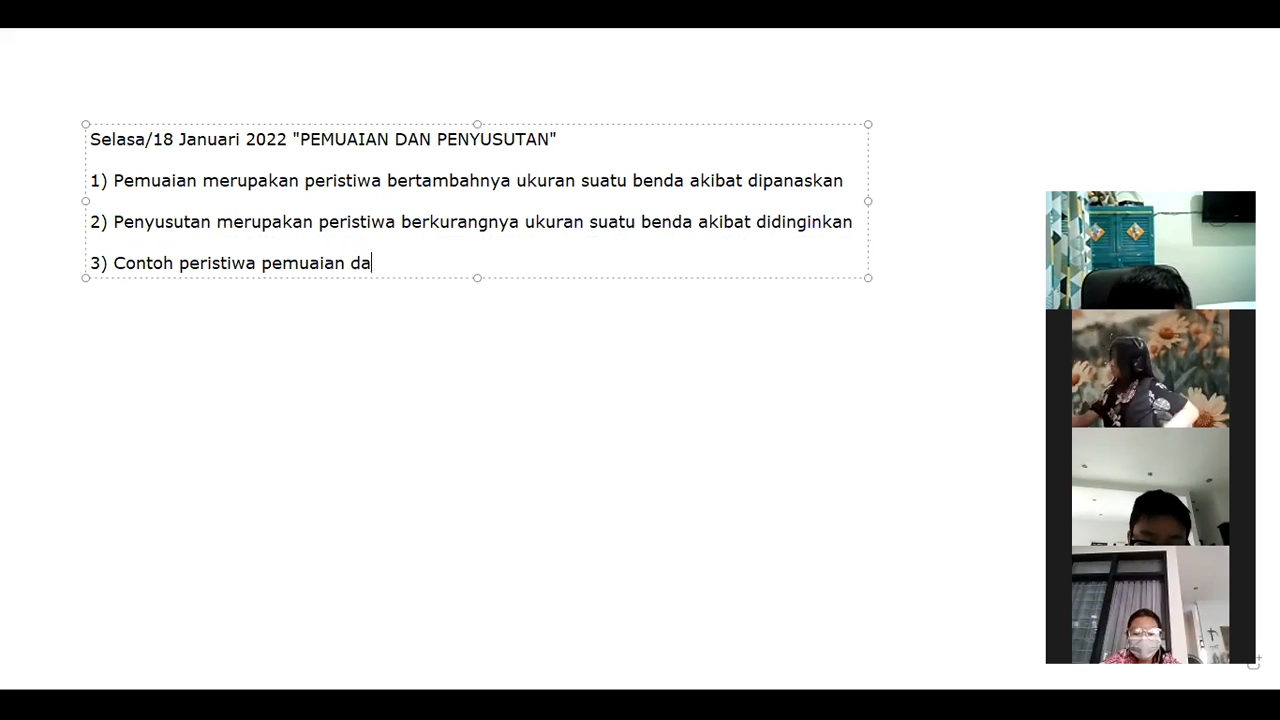 Selasa/18 Januari 2022 "PEMUAIAN DAN PENYUSUTAN"
1) Pemuaian merupakan peristiwa bertambahnya ukuran suatu benda akibat dipanaskan
2) Penyusutan merupakan peristiwa berkurangnya ukuran suatu benda akibat didinginkan
3) Contoh peristiwa pemuaian da